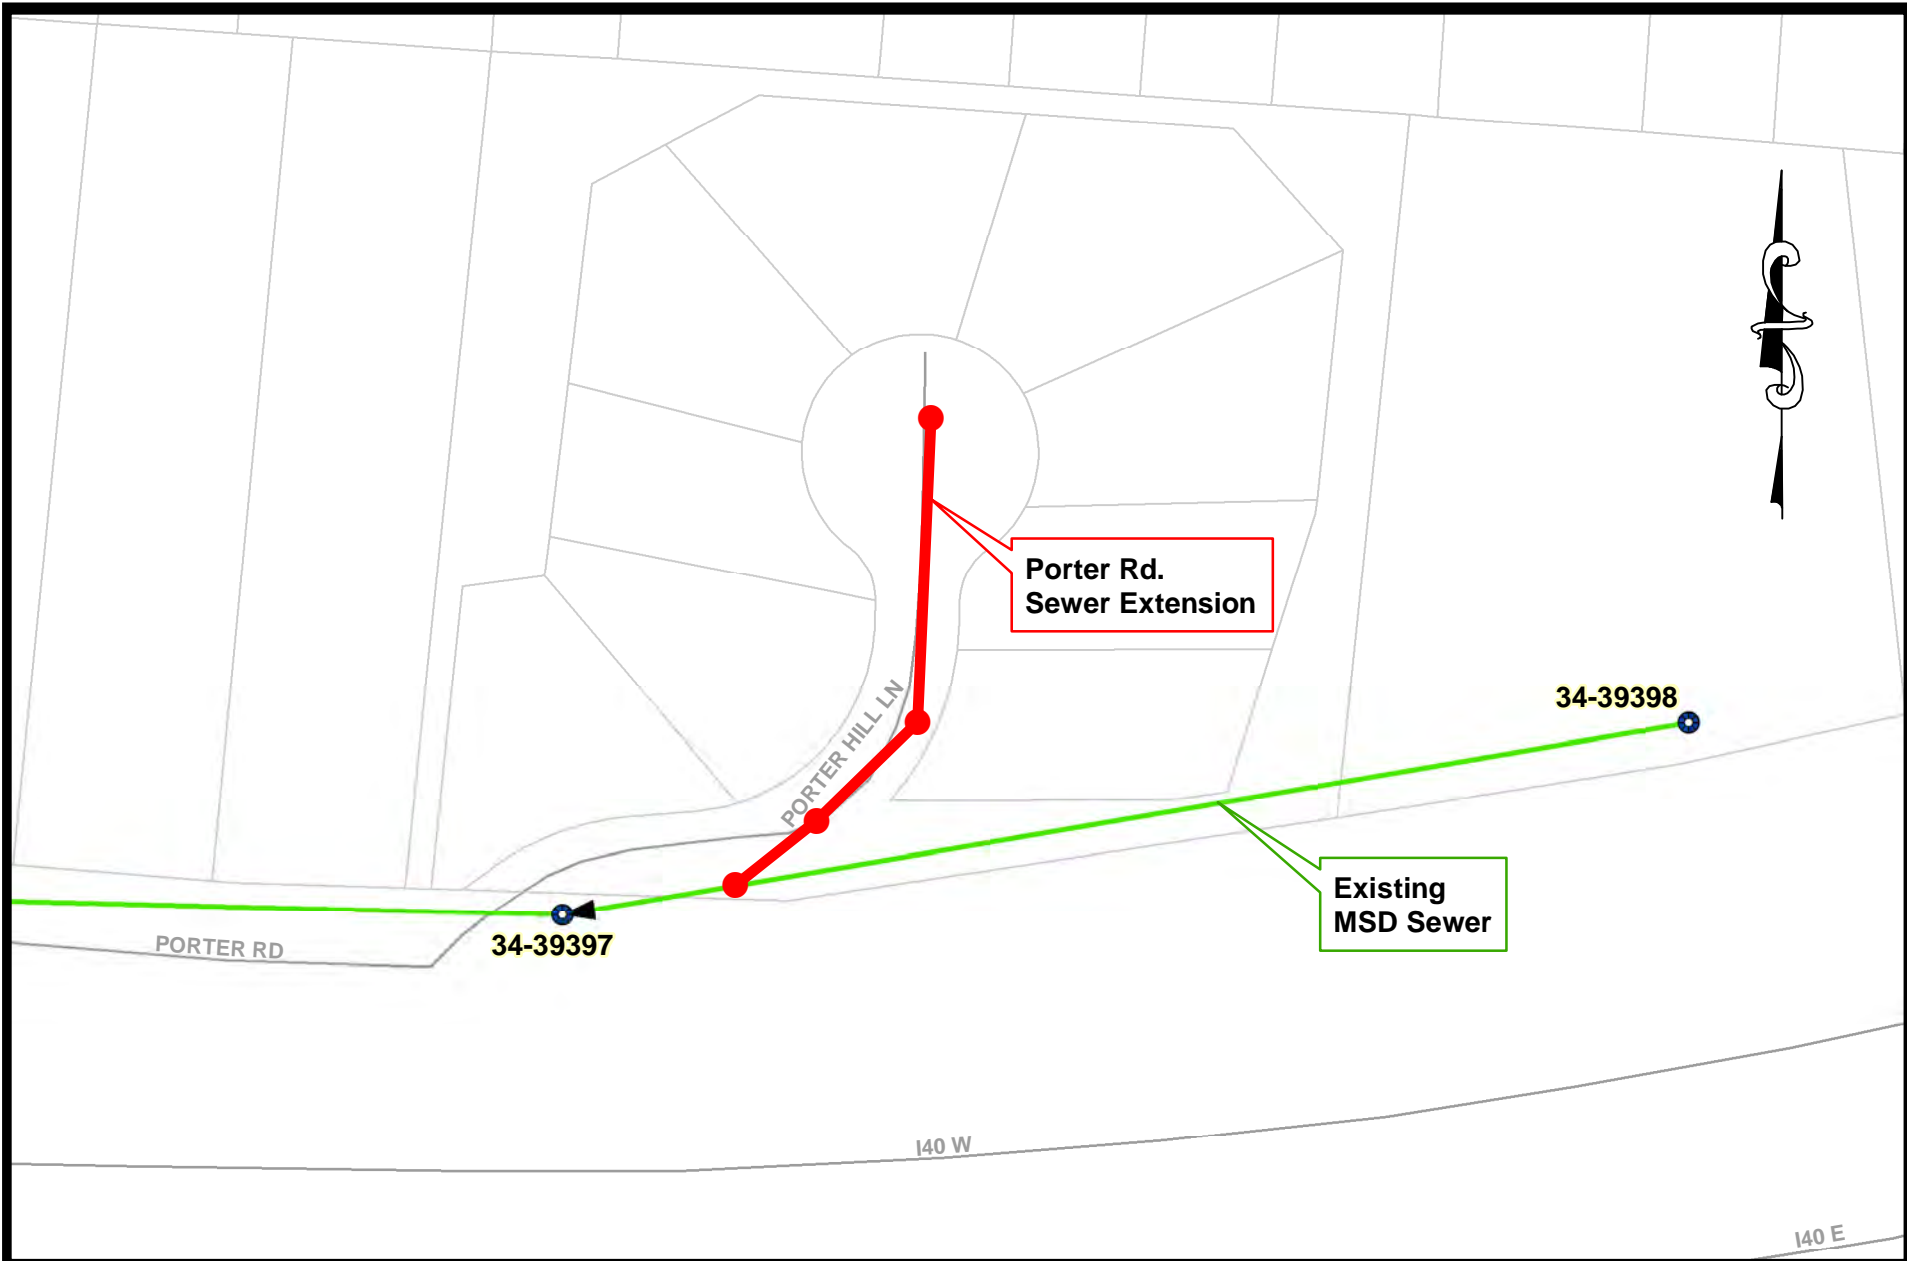 Porter Rd.
Sewer Extension
34-39398
PORTER HILL LN
Existing
MSD Sewer
34-39397
PORTER RD
I40 W
I40 E